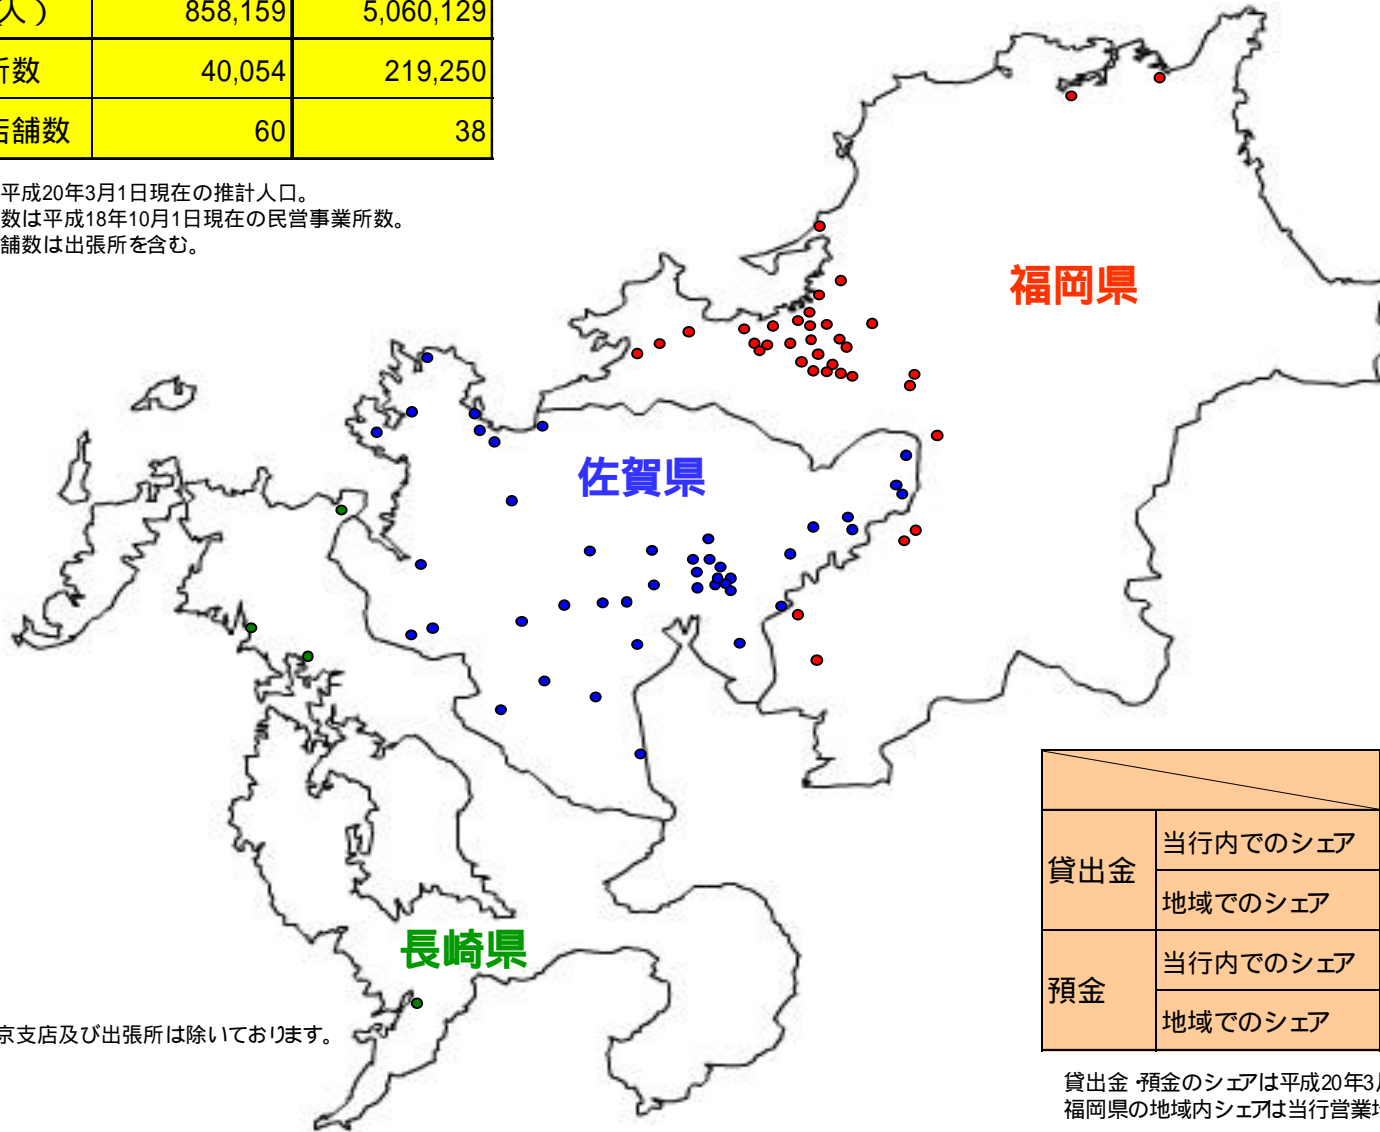 人） 858,159 5,060,129
所数 40,054 219,250
店舗数 60 38
平成20年3月1日現在の推計人口。
数は平成18年10月1日現在の民営事業所数。
舗数は出張所を含む。
福岡県
佐賀県
長崎県
貸出金 当行内でのシェア
地域でのシェア
預金 当行内でのシェア
地域でのシェア
京支店及び出張所は除いております。
貸出金・預金のシェアは平成20年3月
福岡県の地域内シェアは当行営業地